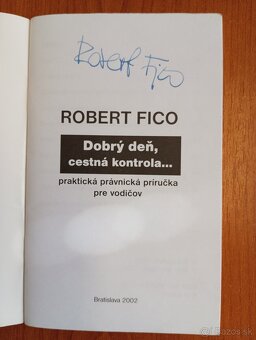 Robert Fico
ROBERT FICO
Dobrý deň,
cestná kontrola...
praktická právnická príručka
pre vodičov
Bratislava 2002
bazos.sk